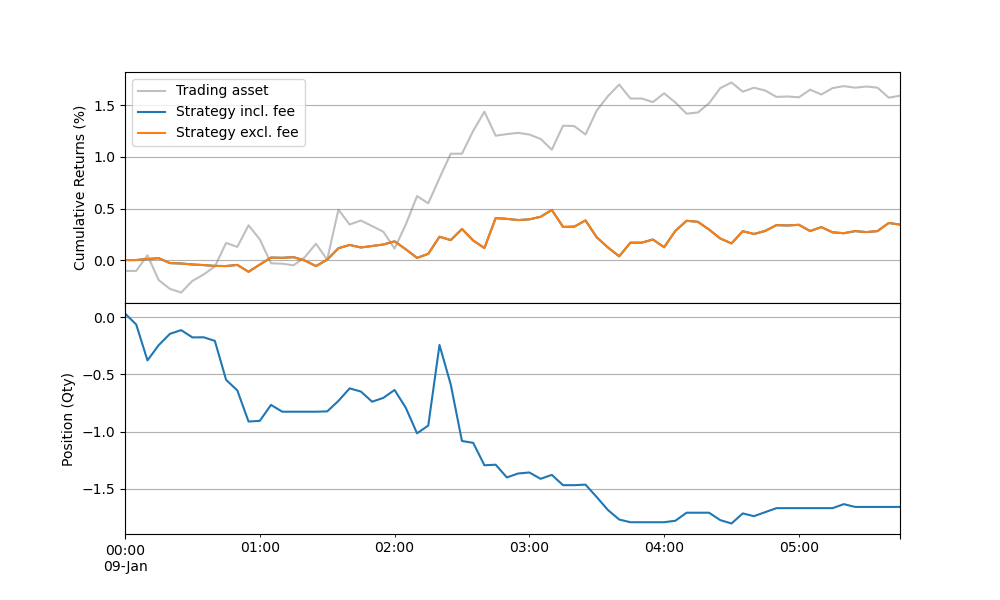 Cumulative Returns (%)
1.5
1.0
0.5
0.0
Trading asset
Strategy incl. fee
Strategy excl. fee
Position (Qty)
0.0
−0.5
−1.0
−1.5
00:00 01:00 02:00 03:00 04:00 05:00
09-Jan